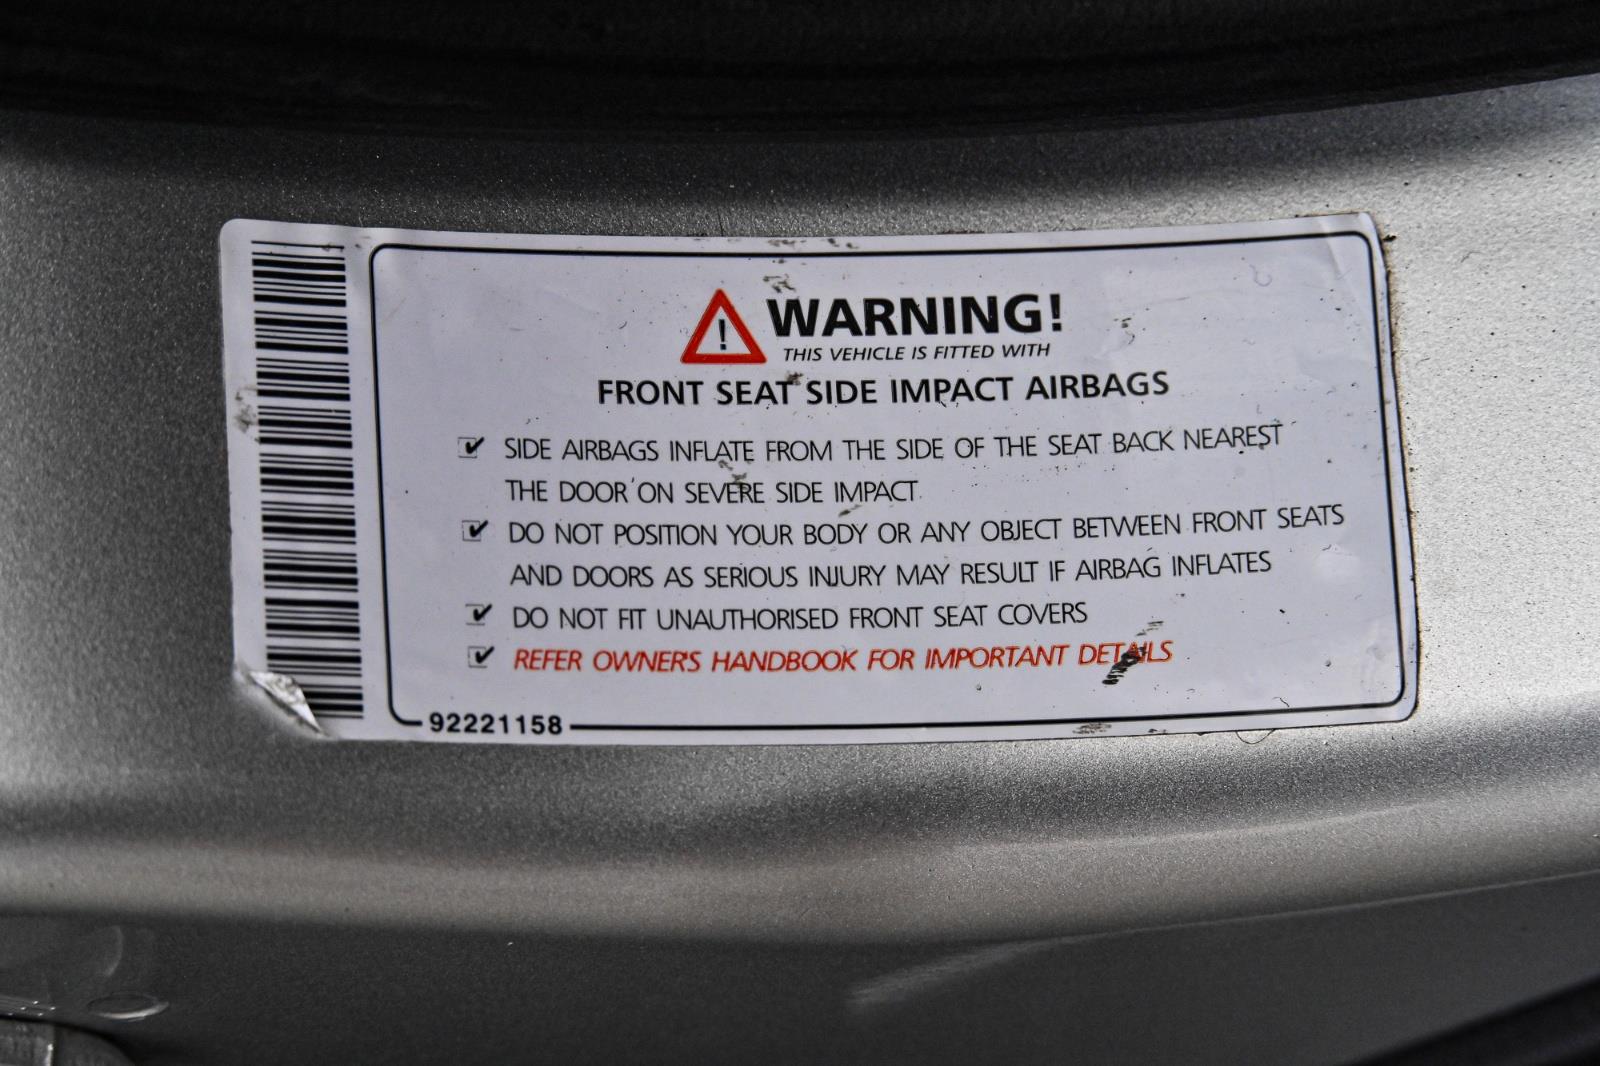 WARNING!
THIS VEHICLE IS FITTED WITH
FRONT SEAT SIDE IMPACT AIRBAGS
SIDE AIRBAGS INFLATE FROM THE SIDE OF THE SEAT BACK NEAREST
THE DOOR ON SEVERE SIDE IMPACT.
DO NOT POSITION YOUR BODY OR ANY OBJECT BETWEEN FRONT SEATS
AND DOORS AS SERIOUS INJURY MAY RESULT IF AIRBAG INFLATES
DO NOT FIT UNAUTHORISED FRONT SEAT COVERS
REFER OWNER'S HANDBOOK FOR IMPORTANT DETAILS
92221158